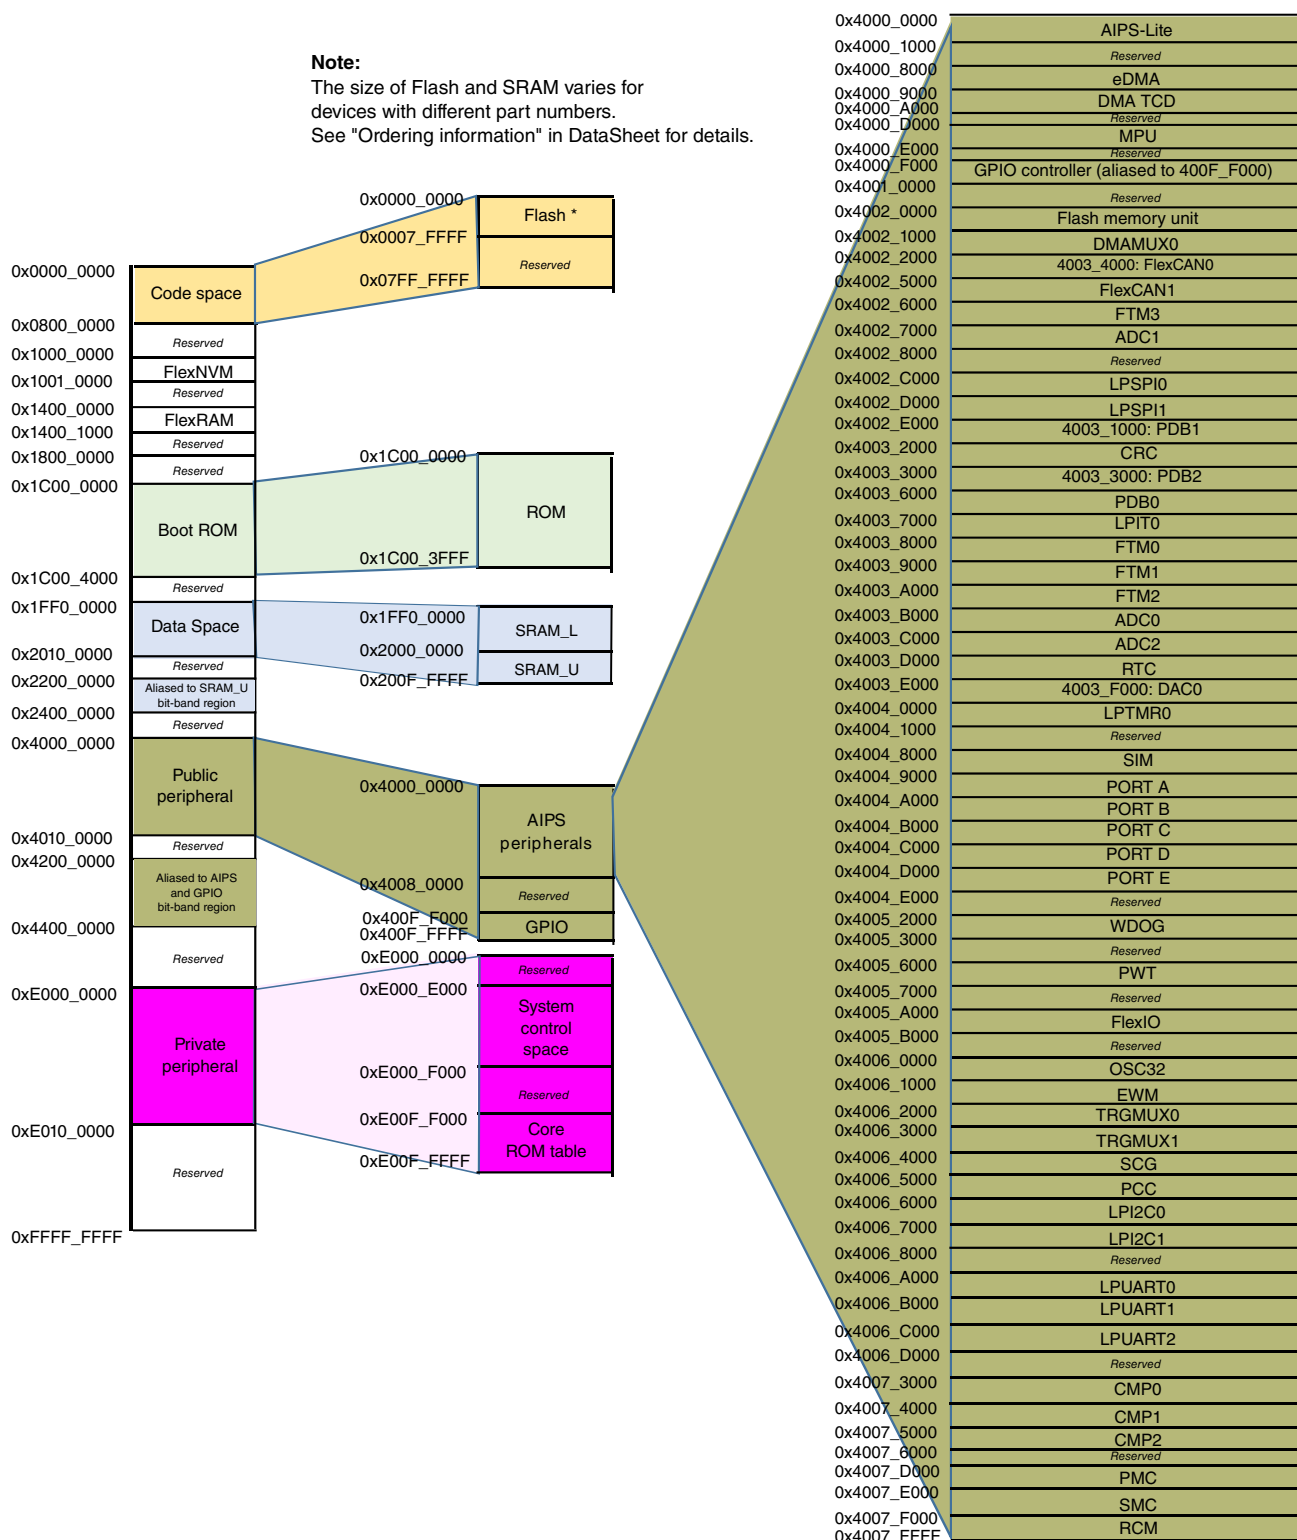 Note:
The size of Flash and SRAM varies for
devices with different part numbers.
See "Ordering information" in DataSheet for details.
0x0000_0000
Code space
0x0800_0000
Reserved
0x1000_0000
FlexNVM
0x1001_0000
Reserved
0x1400_0000
FlexRAM
0x1400_1000
Reserved
0x1800_0000
Reserved
0x1C00_0000
Boot ROM
0x1C00_4000
Reserved
0x1FF0_0000
Data Space
0x2010_0000
Reserved
0x2200_0000
Aliased to SRAM_U
bit-band region
0x2400_0000
Reserved
0x4000_0000
Public
peripheral
0x4010_0000
Reserved
0x4200_0000
Aliased to AIPS
and GPIO
bit-band region
0x4400_0000
Reserved
0xE000_0000
Private
peripheral
0xE010_0000
Reserved
0xFFFF_FFFF
0x0000_0000
Flash *
0x0007_FFFF
Reserved
0x07FF_FFFF
0x1C00_0000
ROM
0x1C00_3FFF
0x1FF0_0000
SRAM_L
0x2000_0000
SRAM_U
0x200F_FFFF
0x4000_0000
AIPS
peripherals
0x4008_0000
Reserved
0x400F_F000
GPIO
0x400F_FFFF
0xE000_0000
Reserved
0xE000_E000
System
control
space
0xE000_F000
Reserved
0xE00F_F000
Core
ROM table
0xE00F_FFFF
0x4000_0000
AIPS-Lite
0x4000_1000
Reserved
0x4000_8000
eDMA
0x4000_9000
DMA TCD
0x4000_A000
Reserved
0x4000_D000
MPU
0x4000_E000
Reserved
0x4000_F000
GPIO controller (aliased to 400F_F000)
0x4001_0000
Reserved
0x4002_0000
Flash memory unit
0x4002_1000
DMAMUX0
0x4002_2000
4003_4000: FlexCAN0
0x4002_5000
FlexCAN1
0x4002_6000
FTM3
0x4002_7000
ADC1
0x4002_8000
Reserved
0x4002_C000
LPSPI0
0x4002_D000
LPSPI1
0x4002_E000
4003_1000: PDB1
0x4003_2000
CRC
0x4003_3000
4003_3000: PDB2
0x4003_6000
PDB0
0x4003_7000
LPIT0
0x4003_8000
FTM0
0x4003_9000
FTM1
0x4003_A000
FTM2
0x4003_B000
ADC0
0x4003_C000
ADC2
0x4003_D000
RTC
0x4003_E000
4003_F000: DAC0
0x4004_0000
LPTMR0
0x4004_1000
Reserved
0x4004_8000
SIM
0x4004_9000
PORT A
0x4004_A000
PORT B
0x4004_B000
PORT C
0x4004_C000
PORT D
0x4004_D000
PORT E
0x4004_E000
Reserved
0x4005_2000
WDOG
0x4005_3000
Reserved
0x4005_6000
PWT
0x4005_7000
Reserved
0x4005_A000
FlexIO
0x4005_B000
Reserved
0x4006_0000
OSC32
0x4006_1000
EWM
0x4006_2000
TRGMUX0
0x4006_3000
TRGMUX1
0x4006_4000
SCG
0x4006_5000
PCC
0x4006_6000
LPI2C0
0x4006_7000
LPI2C1
0x4006_8000
Reserved
0x4006_A000
LPUART0
0x4006_B000
LPUART1
0x4006_C000
LPUART2
0x4006_D000
Reserved
0x4007_3000
CMP0
0x4007_4000
CMP1
0x4007_5000
CMP2
0x4007_6000
Reserved
0x4007_D000
PMC
0x4007_E000
SMC
0x4007_F000
RCM
0x4007_FFFF